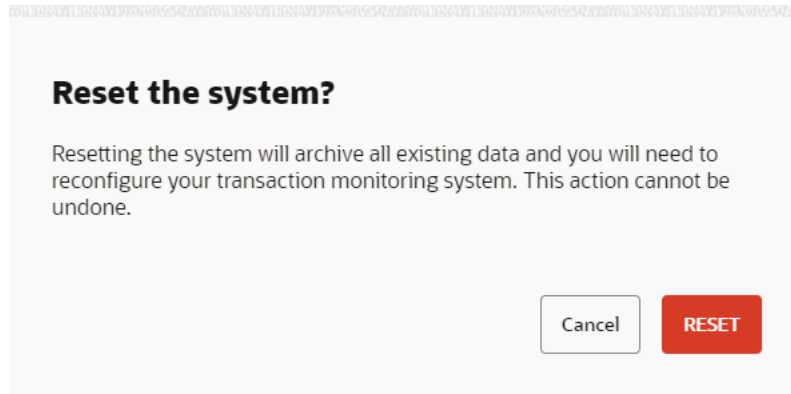 Reset the system?
Resetting the system will archive all existing data and you will need to
reconfigure your transaction monitoring system. This action cannot be
undone.
Cancel
RESET